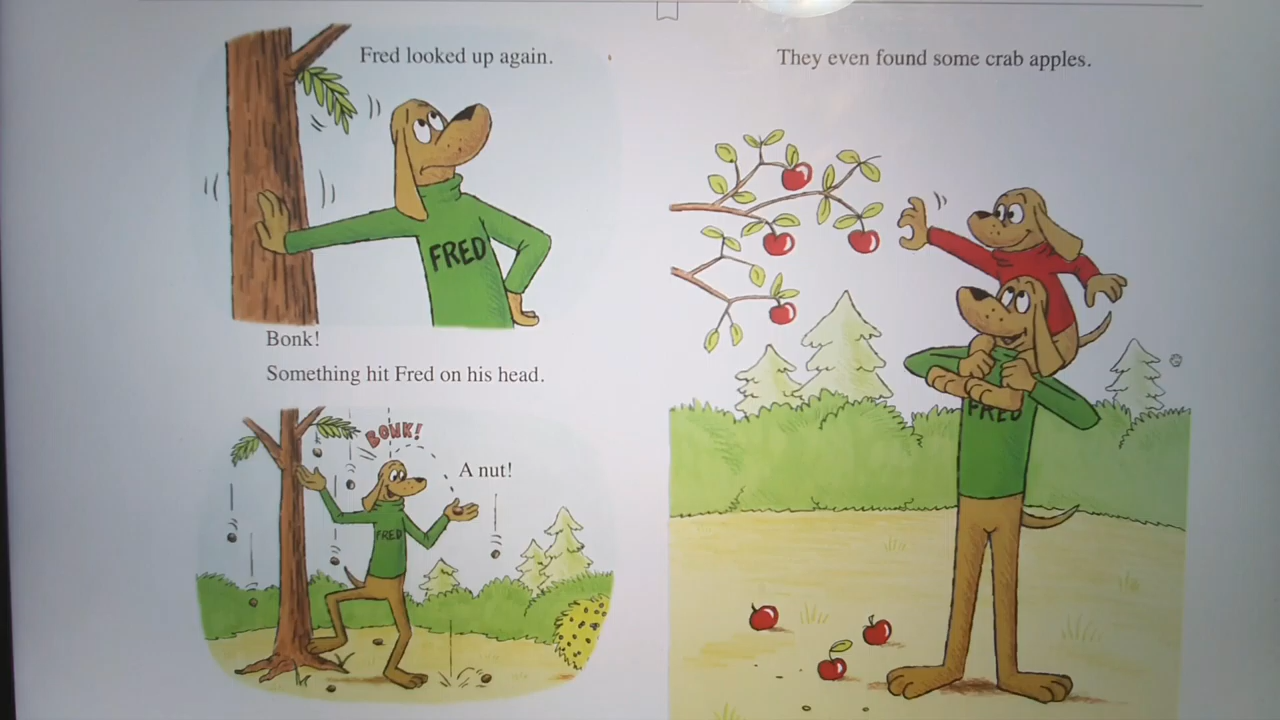 Fred looked up again.
FRED
Bonk!
Something hit Fred on his head.
BONK!
A nut!
FRED
They even found some crab apples.
FRED